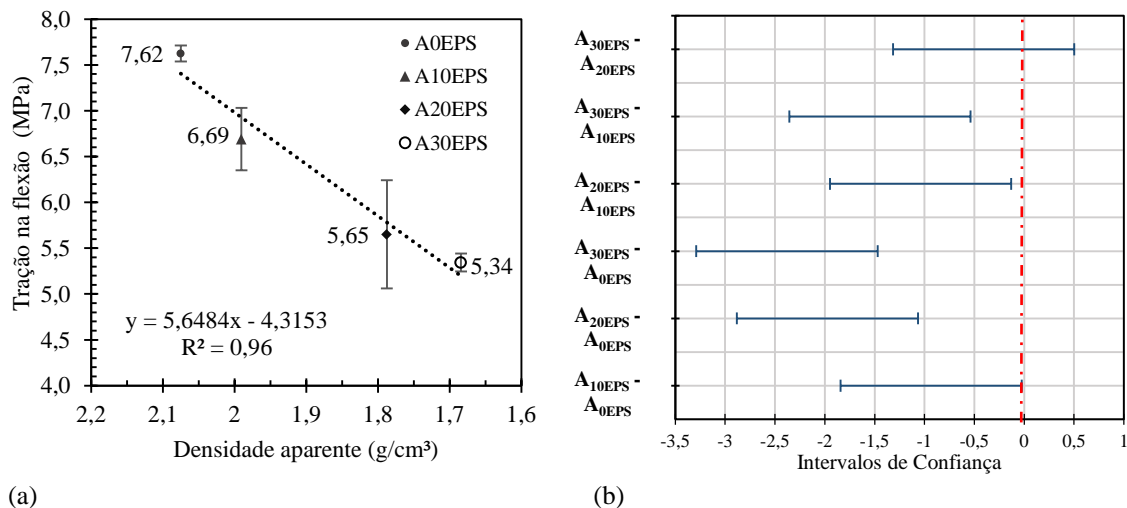 8,0
7,5
7,0
6,5
6,0
5,5
5,0
4,5
4,0
Tração na flexão (MPa)
7,62
6,69
5,65
5,34
A0EPS
A10EPS
A20EPS
A30EPS
y = 5,6484x - 4,3153
R² = 0,96
2,2 2,1 2 1,9 1,8 1,7 1,6
Densidade aparente (g/cm³)
(a)
A30EPS -
A20EPS
A30EPS -
A10EPS
A20EPS -
A10EPS
A30EPS -
A0EPS
A20EPS -
A0EPS
A10EPS -
A0EPS
-3,5 -3 -2,5 -2 -1,5 -1 -0,5 0 0,5 1
Intervalos de Confiança
(b)